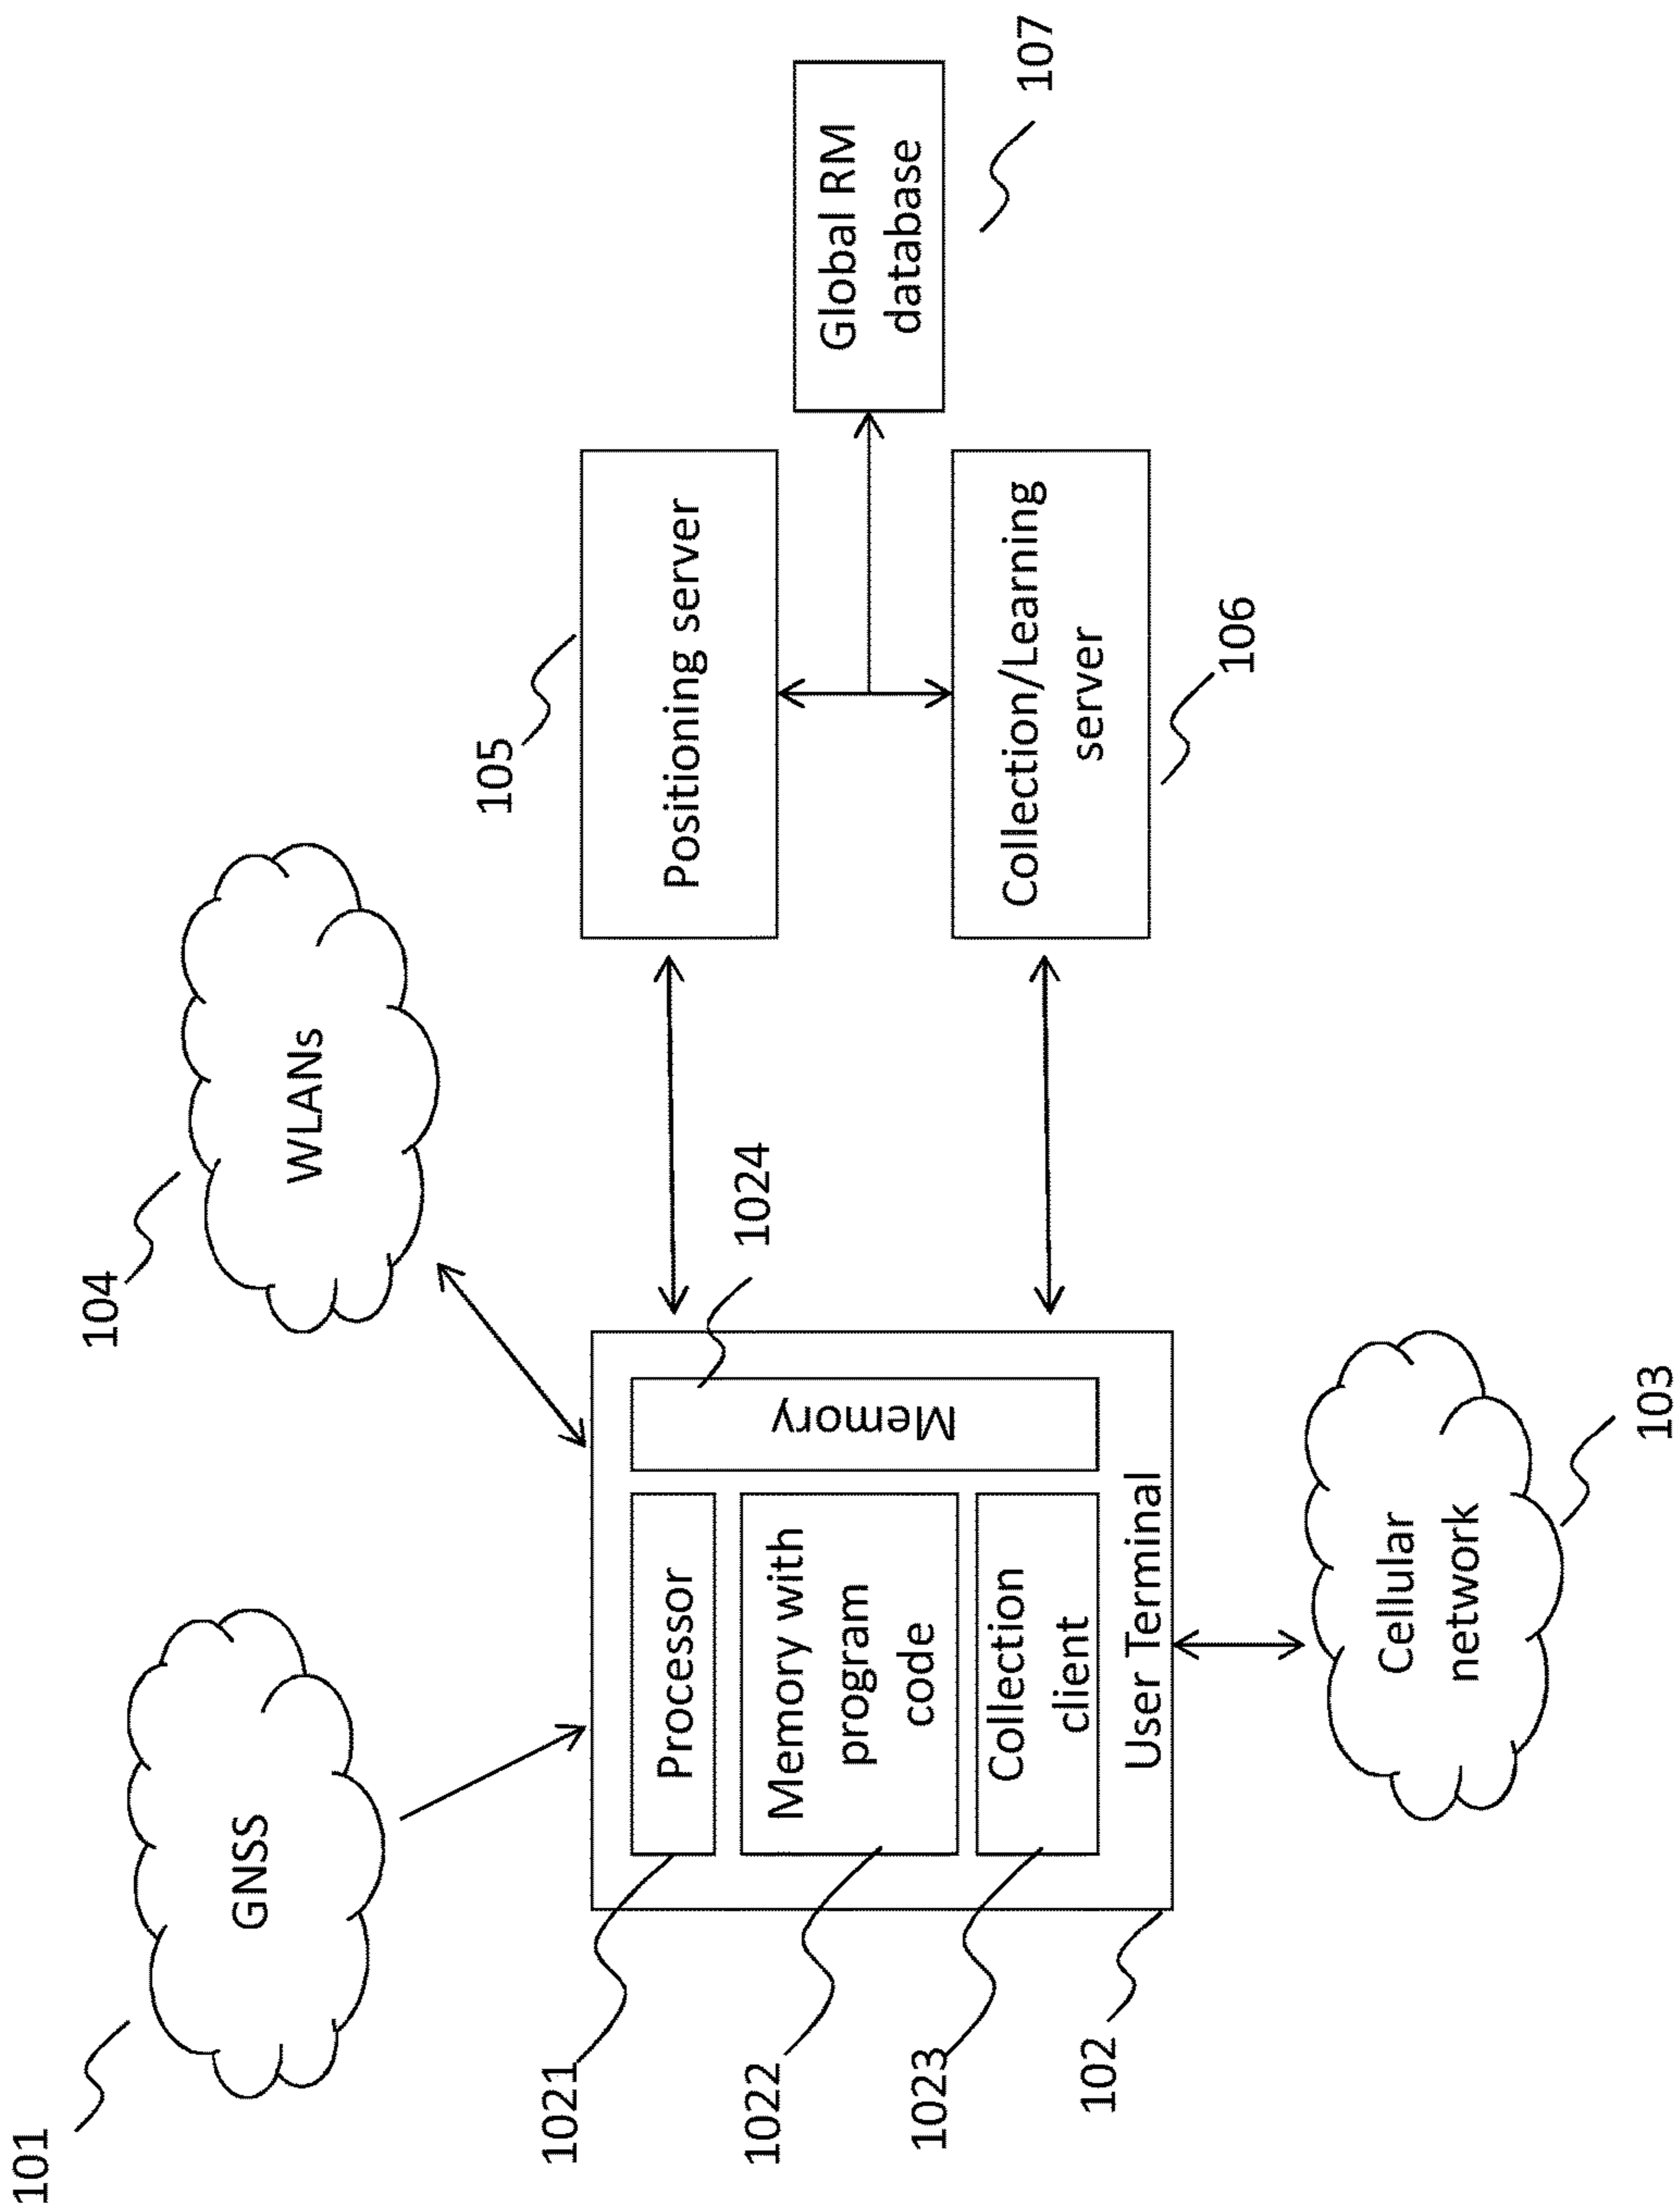 101
GNSS
104
WLANs
1021
Processor
1022
Memory with
program
code
1023
Collection
client
Memory
1024
User Terminal
102
Cellular
network
103
105
Positioning server
Collection/Learning
server
106
Global RM
database
107